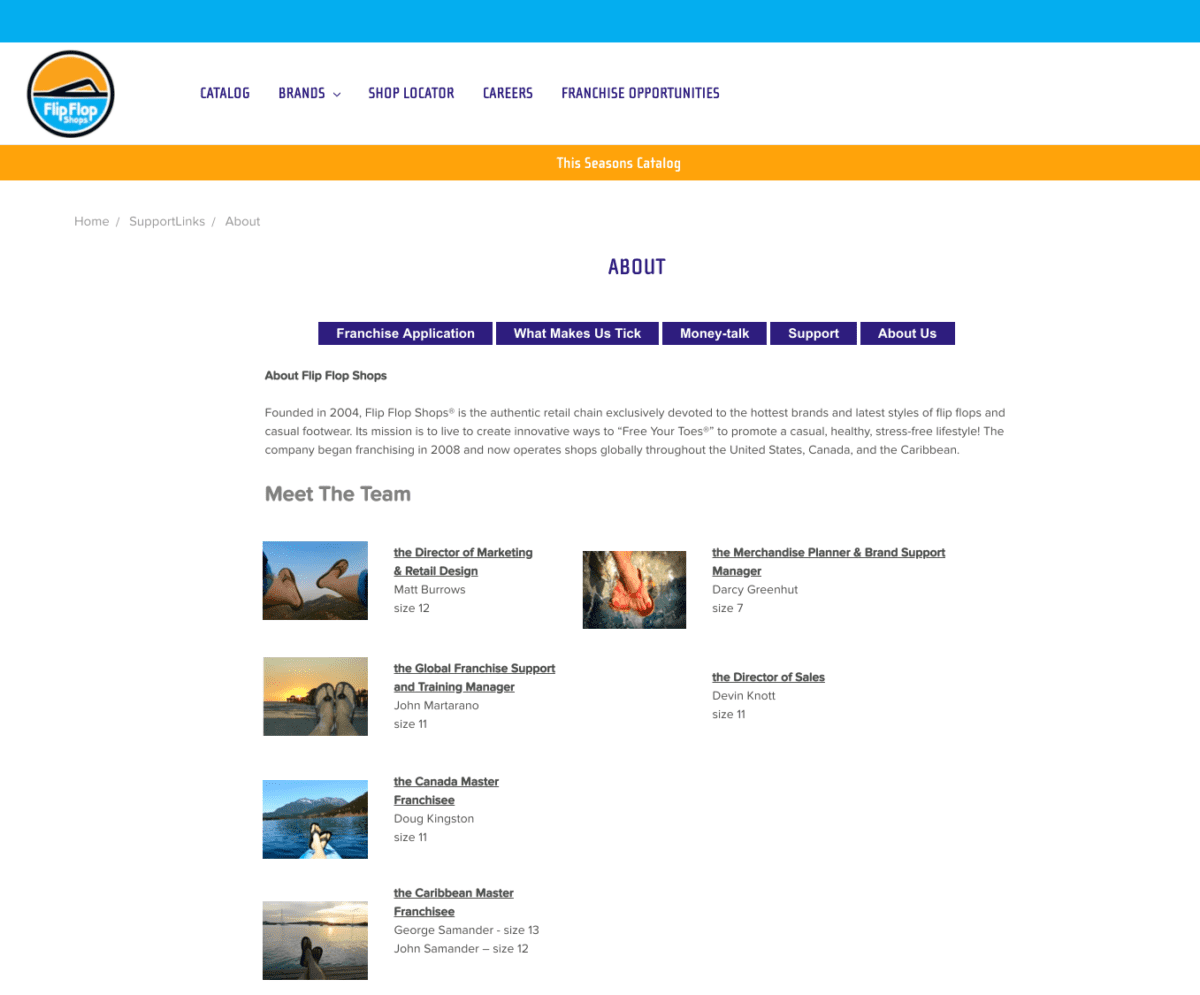 Flip Flop
Shops
CATALOG BRANDS SHOP LOCATOR CAREERS FRANCHISE OPPORTUNITIES
This Seasons Catalog
Home / SupportLinks / About
ABOUT
Franchise Application What Makes Us Tick Money-talk Support About Us
About Flip Flop Shops
Founded in 2004, Flip Flop Shops® is the authentic retail chain exclusively devoted to the hottest brands and latest styles of flip flops and
casual footwear. Its mission is to live to create innovative ways to “Free Your Toes®” to promote a casual, healthy, stress-free lifestyle! The
company began franchising in 2008 and now operates shops globally throughout the United States, Canada, and the Caribbean.
Meet The Team
the Director of Marketing
& Retail Design
Matt Burrows
size 12
the Merchandise Planner & Brand Support
Manager
Darcy Greenhut
size 7
the Global Franchise Support
and Training Manager
John Martarano
size 11
the Director of Sales
Devin Knott
size 11
the Canada Master
Franchisee
Doug Kingston
size 11
the Caribbean Master
Franchisee
George Samander - size 13
John Samander – size 12